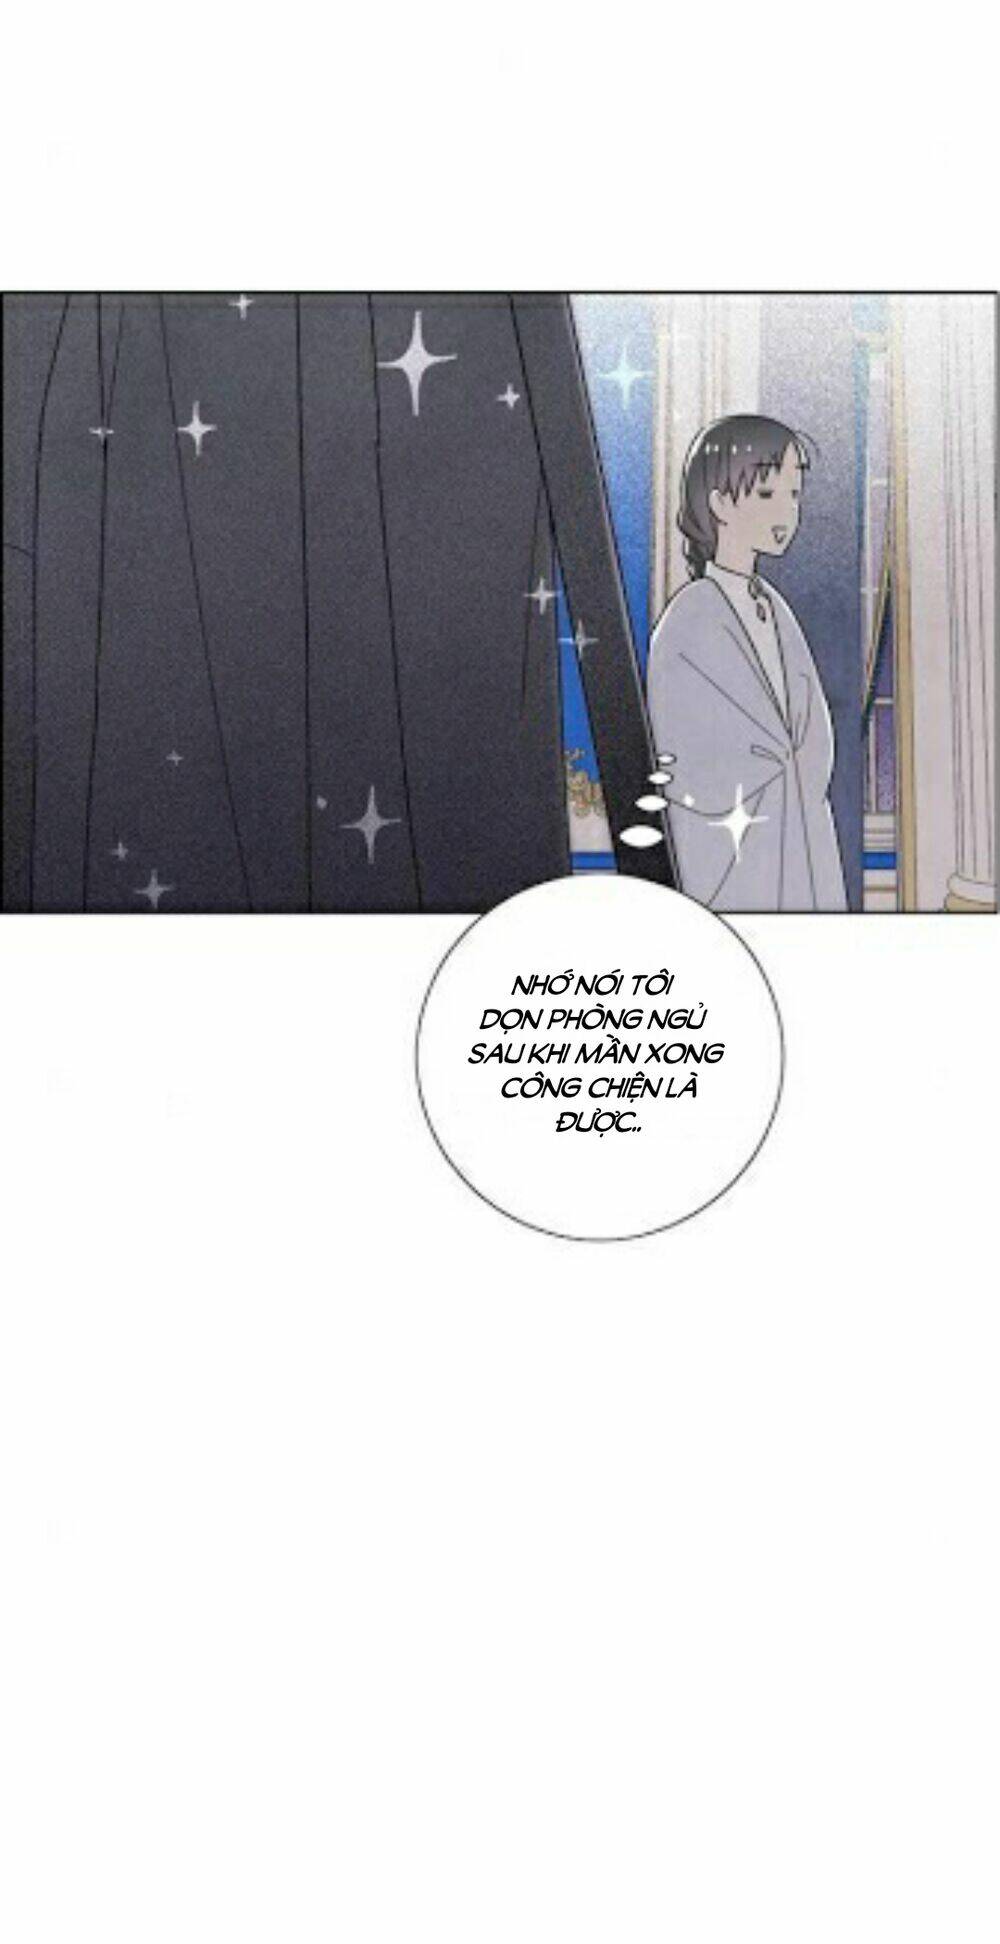 NHỚ NÓI TÔI
DỌN PHÒNG NGỦ
SAU KHI MẦN XONG
CÔNG CHIỆN LÀ
ĐƯỢC..